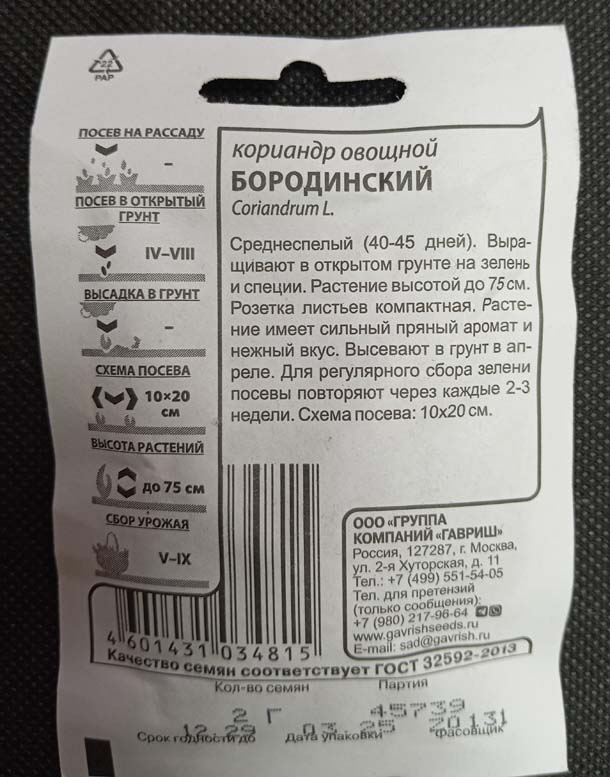 22
PAP
ПОСЕВ НА РАССАДУ
–
ПОСЕВ В ОТКРЫТЫЙ
ГРУНТ
IV–VIII
ВЫСАДКА В ГРУНТ
–
СХЕМА ПОСЕВА
10×20
см
ВЫСОТА РАСТЕНИЙ
до 75 см
СБОР УРОЖАЯ
V–IX
кориандр овощной
БОРОДИНСКИЙ
Coriandrum L.
Среднеспелый (40-45 дней). Выра-
щивают в открытом грунте на зелень
и специи. Растение высотой до 75 см.
Розетка листьев компактная. Расте-
ние имеет сильный пряный аромат и
нежный вкус. Высевают в грунт в ап-
реле. Для регулярного сбора зелени
посевы повторяют через каждые 2-3
недели. Схема посева: 10х20 см.
ООО «ГРУППА
КОМПАНИЙ «ГАВРИШ»
Россия, 127287, г. Москва,
ул. 2-я Хуторская, д. 11
Тел.: +7 (499) 551-54-05
Тел. для претензий
(только сообщения):
+7 (980) 217-96-64
www.gavrishseeds.ru
E-mail: sad@gavrish.ru
4 601431 034815
Качество семян соответствует ГОСТ 32592-2013
Кол-во семян Партия
2 Г 45739
Срок годности до 12.29 Дата упаковки 03.25 Фасовщик 20131